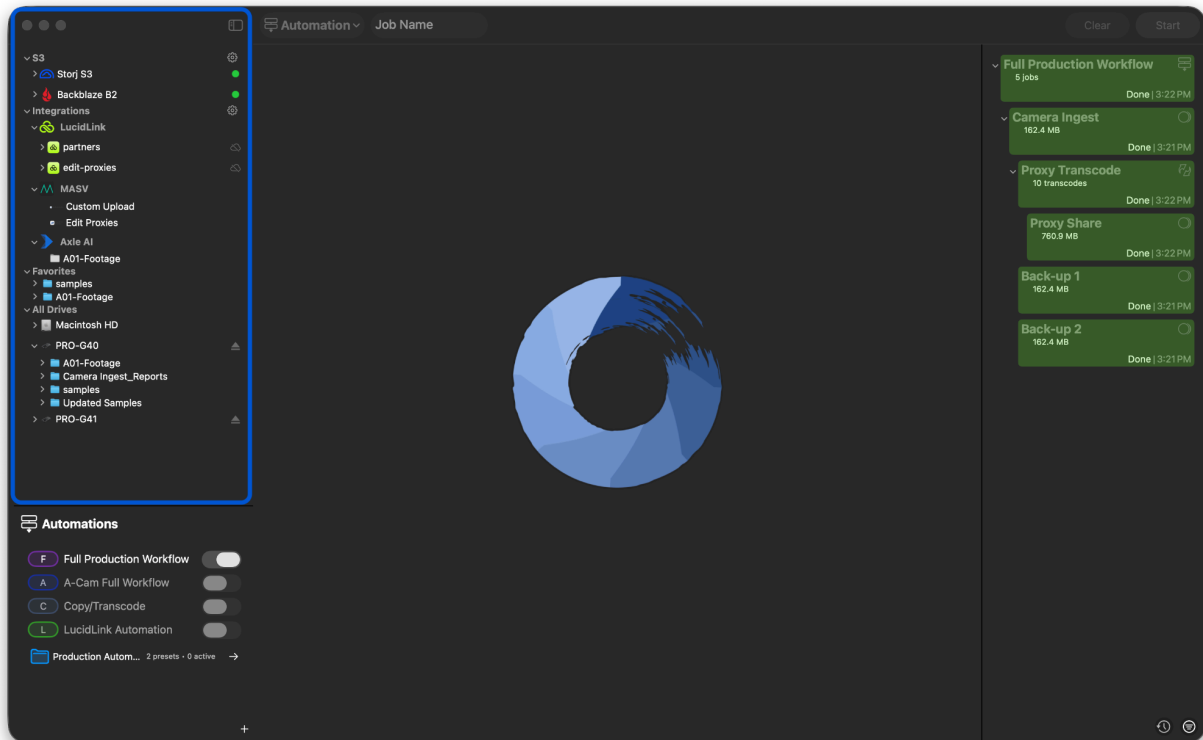 Automation
Job Name
Clear
Start
S3
Storj S3
Backblaze B2
Integrations
LucidLink
partners
edit-proxies
MASV
Custom Upload
Edit Proxies
Axle AI
A01-Footage
Favorites
samples
A01-Footage
All Drives
Macintosh HD
PRO-G40
A01-Footage
Camera Ingest_Reports
samples
Updated Samples
PRO-G41
Automations
F Full Production Workflow
A A-Cam Full Workflow
C Copy/Transcode
L LucidLink Automation
Production Autom... 2 presets • 0 active
Full Production Workflow
5 jobs
Done | 3:22 PM
Camera Ingest
162.4 MB
Done | 3:21 PM
Proxy Transcode
10 transcodes
Done | 3:22 PM
Proxy Share
760.9 MB
Done | 3:22 PM
Back-up 1
162.4 MB
Done | 3:21 PM
Back-up 2
162.4 MB
Done | 3:21 PM